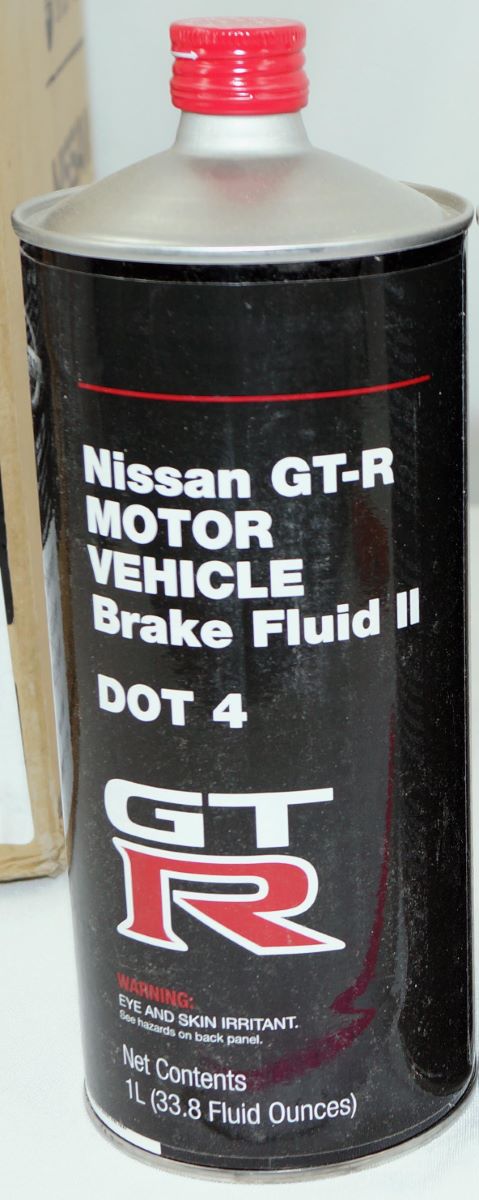 Nissan GT-R
MOTOR
VEHICLE
Brake Fluid II
DOT 4
GT
R
WARNING:
EYE AND SKIN IRRITANT.
See hazards on back panel.
Net Contents
1L (33.8 Fluid Ounces)